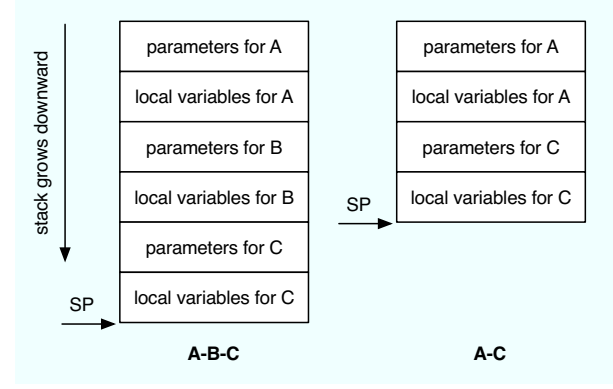 stack grows downward
parameters for A
local variables for A
parameters for B
local variables for B
parameters for C
local variables for C
SP
A-B-C
parameters for A
local variables for A
parameters for C
local variables for C
SP
A-C